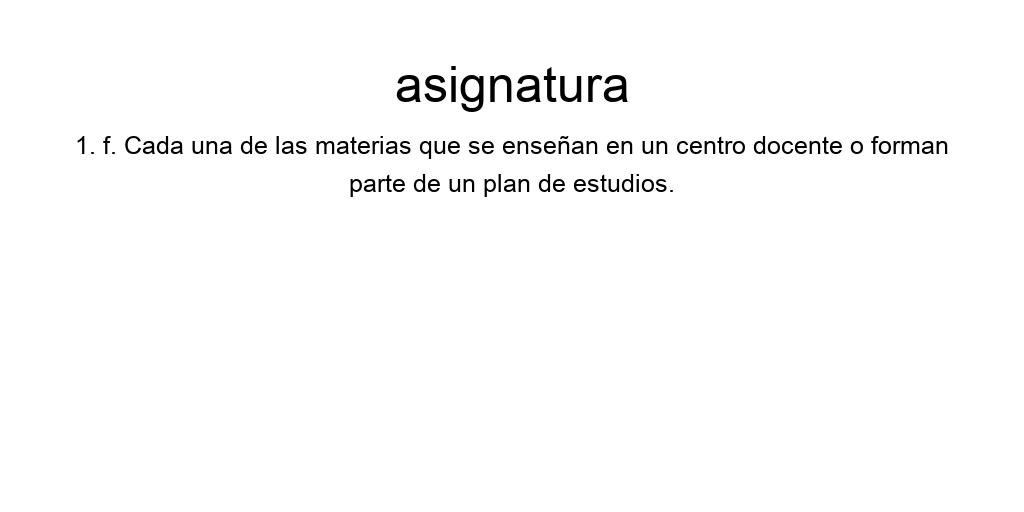 asignatura
1. f. Cada una de las materias que se enseñan en un centro docente o forman
parte de un plan de estudios.